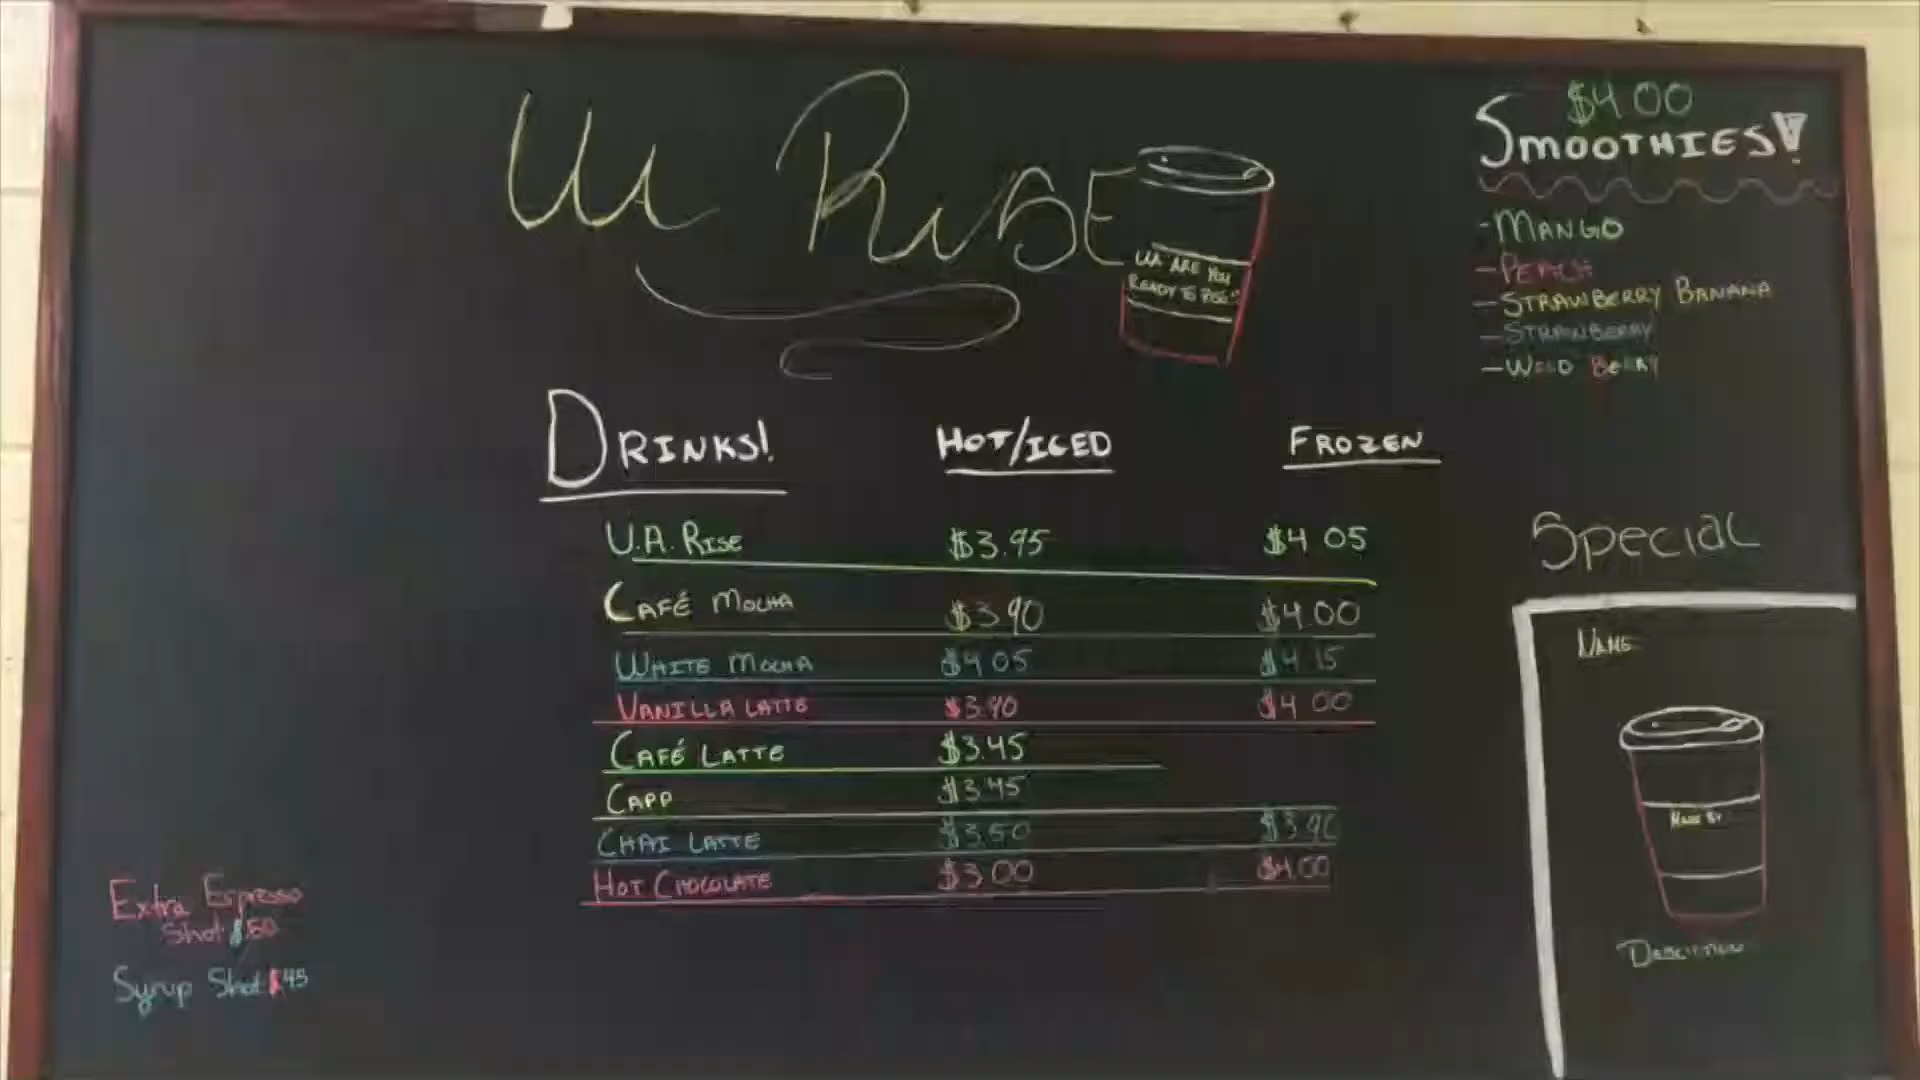 UA RISE
UA ARE YOU
READY TO RISE!!
$4.00
SMOOTHIES!
- MANGO
- PEACH
- STRAWBERRY BANANA
- STRAWBERRY
- WILD BERRY
DRINKS! HOT/ICED FROZEN
U.A. RISE $3.95 $4.05
CAFÉ MOCHA $3.90 $4.00
WHITE MOCHA $4.05 $4.15
VANILLA LATTE $3.90 $4.00
CAFÉ LATTE $3.45
CAPP $3.45
CHAI LATTE $3.50 $3.90
HOT CHOCOLATE $3.00 $4.00
Special
NAME
MADE BY
Extra Espresso
Shot $.50
Syrup Shot $.45